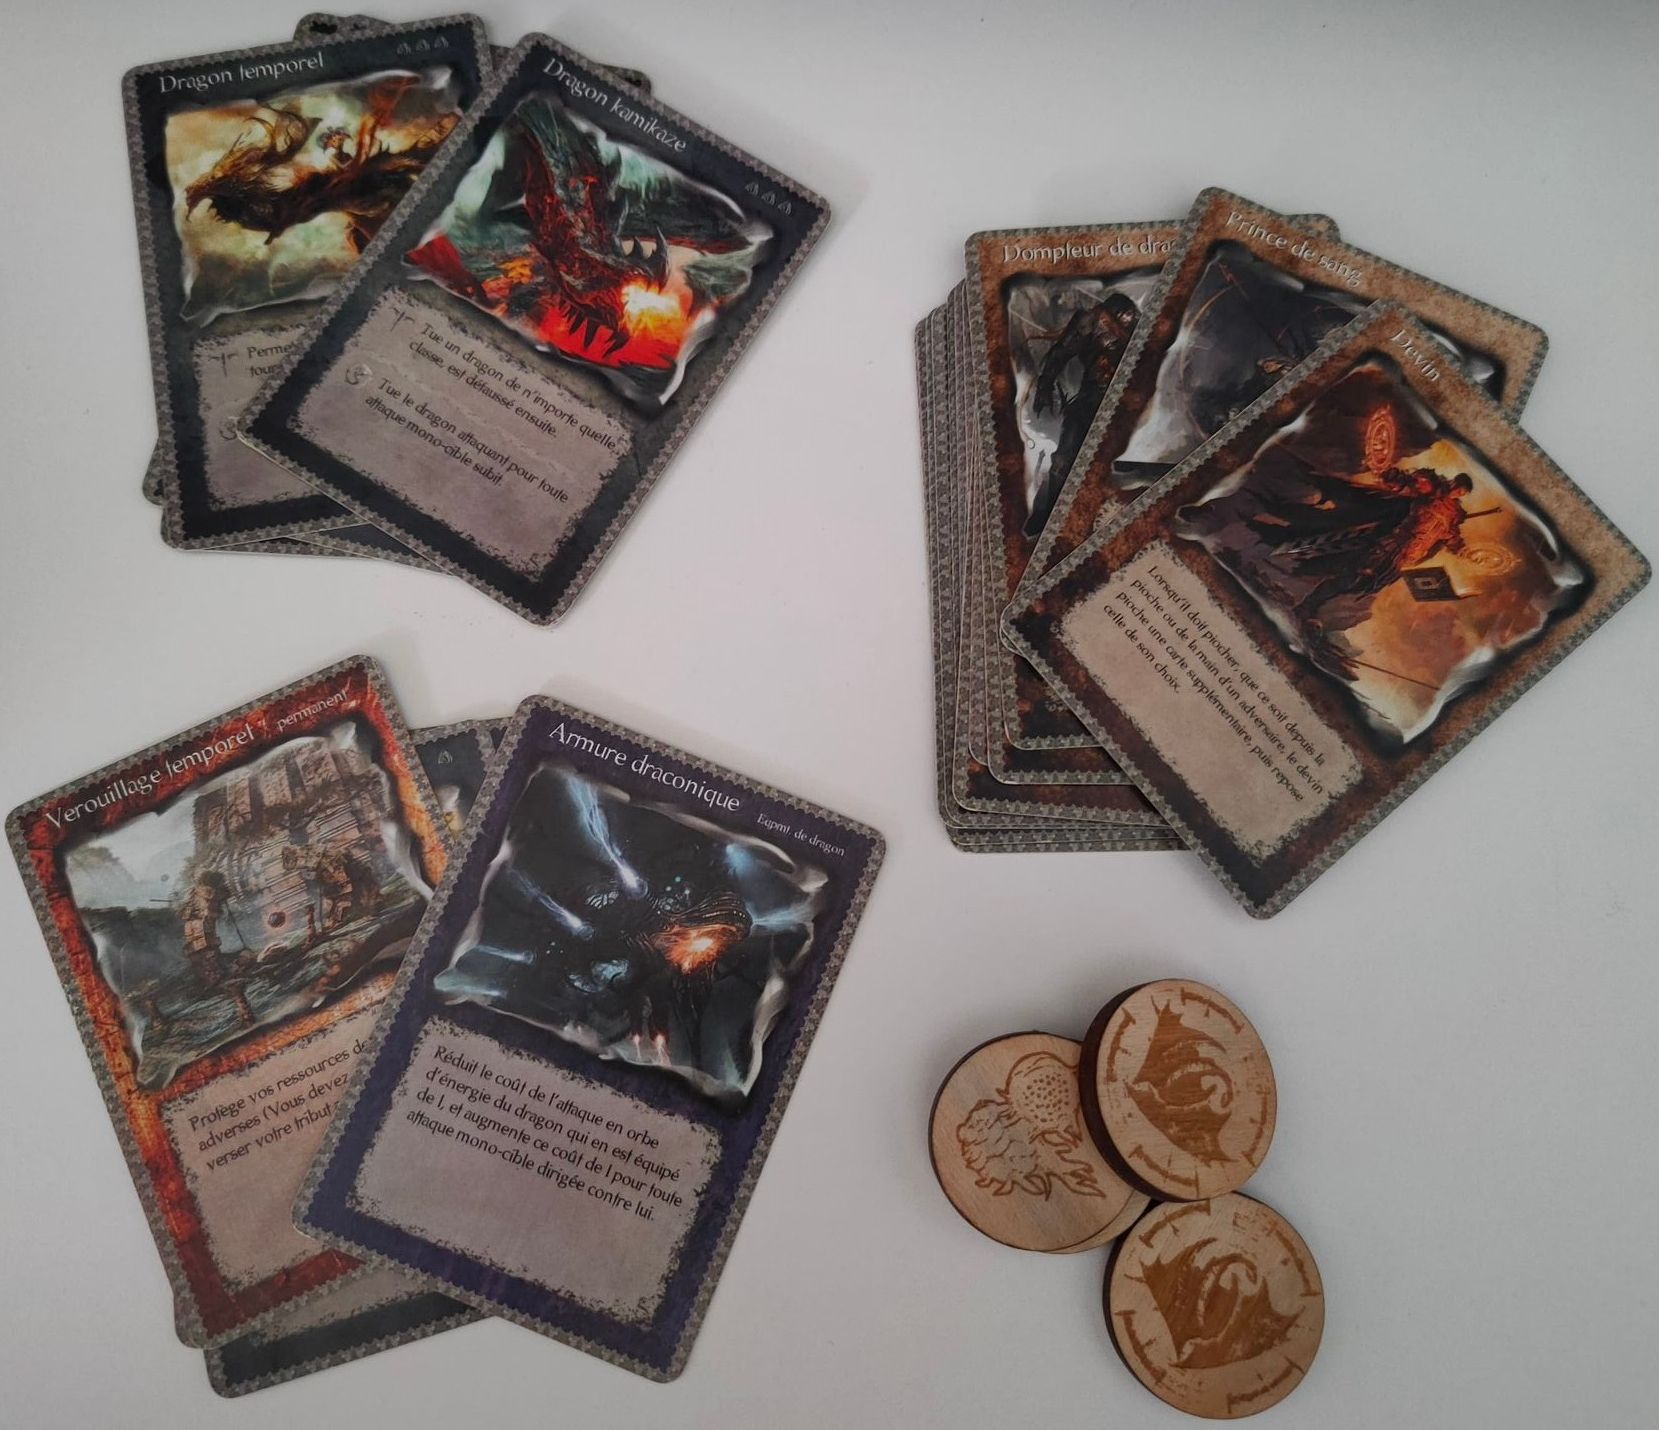 Dragon temporel
Perme
tours
Dragon kamikaze
Tue un dragon de n'importe quelle
classe, est défaussé ensuite.
Tue le dragon attaquant pour toute
attaque mono-cible subit.
Dompteur de dra
Prince de sang
Devin
Lorsqu'il doit piocher, que ce soit depuis la
pioche ou de la main d'un adversaire, le devin
pioche une carte supplémentaire, puis repose
celle de son choix.
Verouillage temporel
permanent
Protège vos ressources de
adverses (Vous devez
verser votre tribut
Armure draconique
Eqpmt de dragon
Réduit le coût de l'attaque en orbe
d'énergie du dragon qui en est équipé
de 1, et augmente ce coût de 1 pour toute
attaque mono-cible dirigée contre lui.